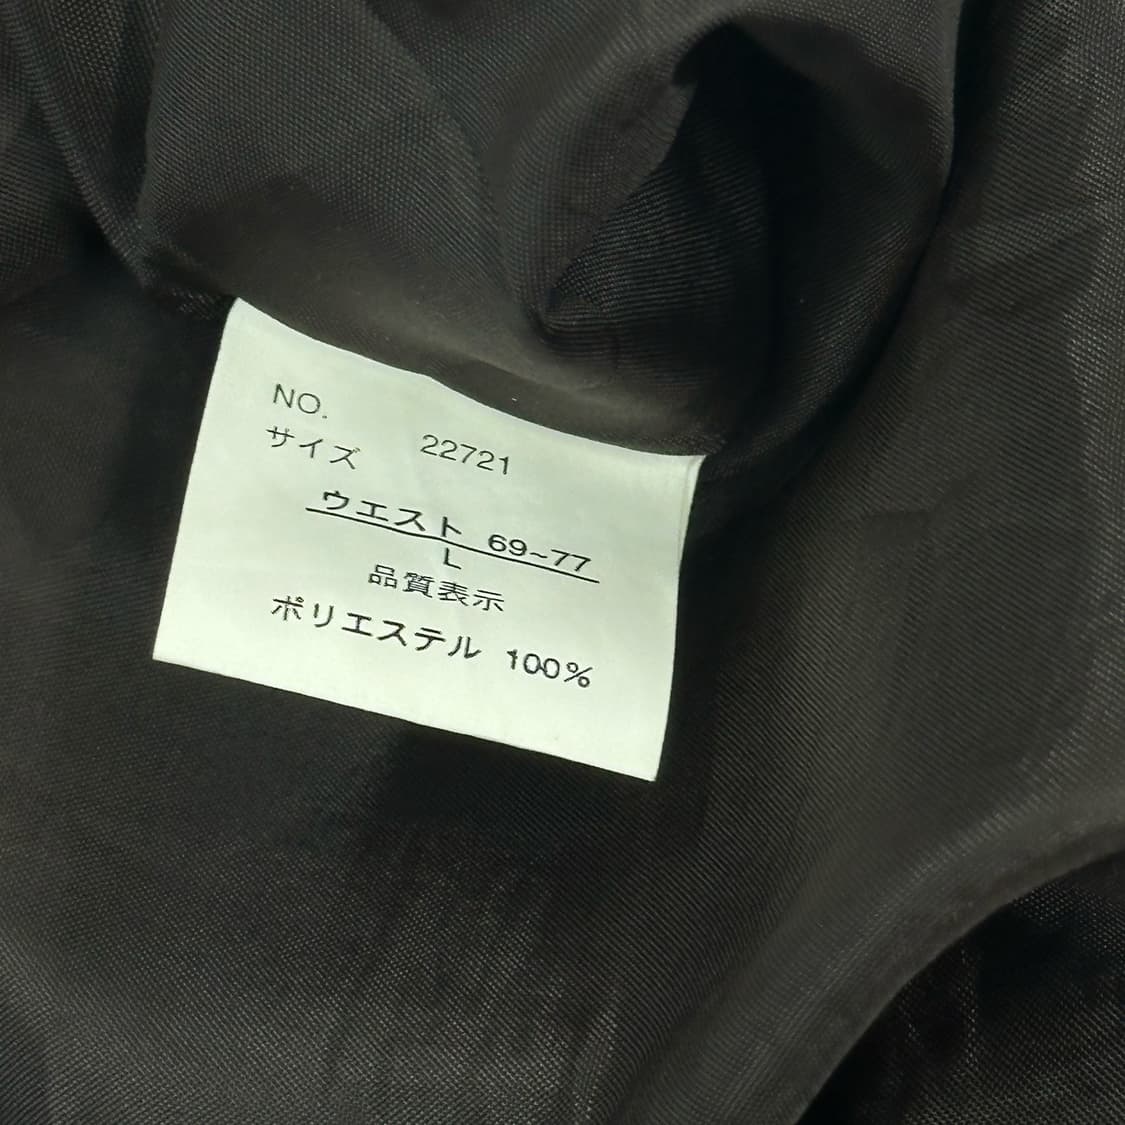 NO. 22721
サイズ
ウエスト 69~77
L
品質表示
ポリエステル 100%